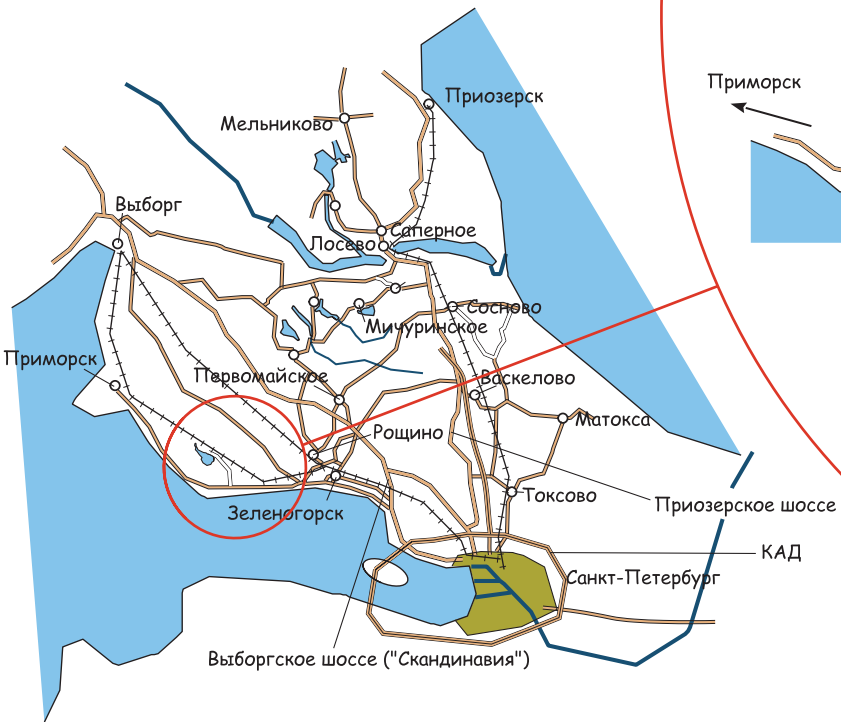 Приморск
Приозерск
Мельниково
Выборг
Саперное
Лосево
Сосново
Мичуринское
Приморск
Первомайское
Васкелово
Матокса
Рощино
Токсово
Приозерское шоссе
Зеленогорск
КАД
Санкт-Петербург
Выборгское шоссе ("Скандинавия")